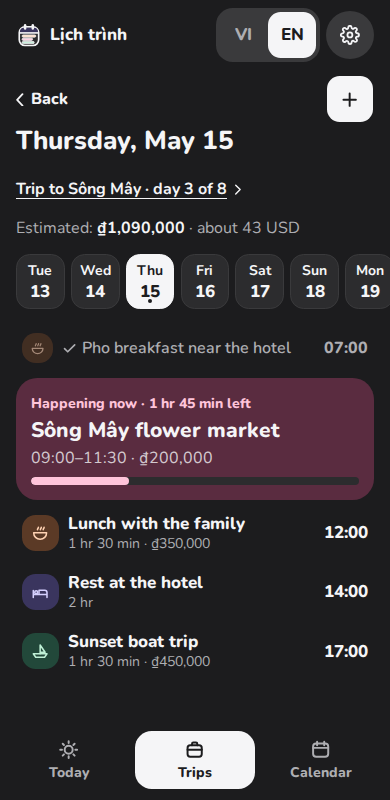 Lịch trình
VI
EN
Back
Thursday, May 15
Trip to Sông Mây · day 3 of 8
Estimated: ₫1,090,000 · about 43 USD
Tue Wed Thu Fri Sat Sun Mon
13 14 15 16 17 18 19
Pho breakfast near the hotel 07:00
Happening now · 1 hr 45 min left
Sông Mây flower market
09:00–11:30 · ₫200,000
Lunch with the family 12:00
1 hr 30 min · ₫350,000
Rest at the hotel 14:00
2 hr
Sunset boat trip 17:00
1 hr 30 min · ₫450,000
Today Trips Calendar